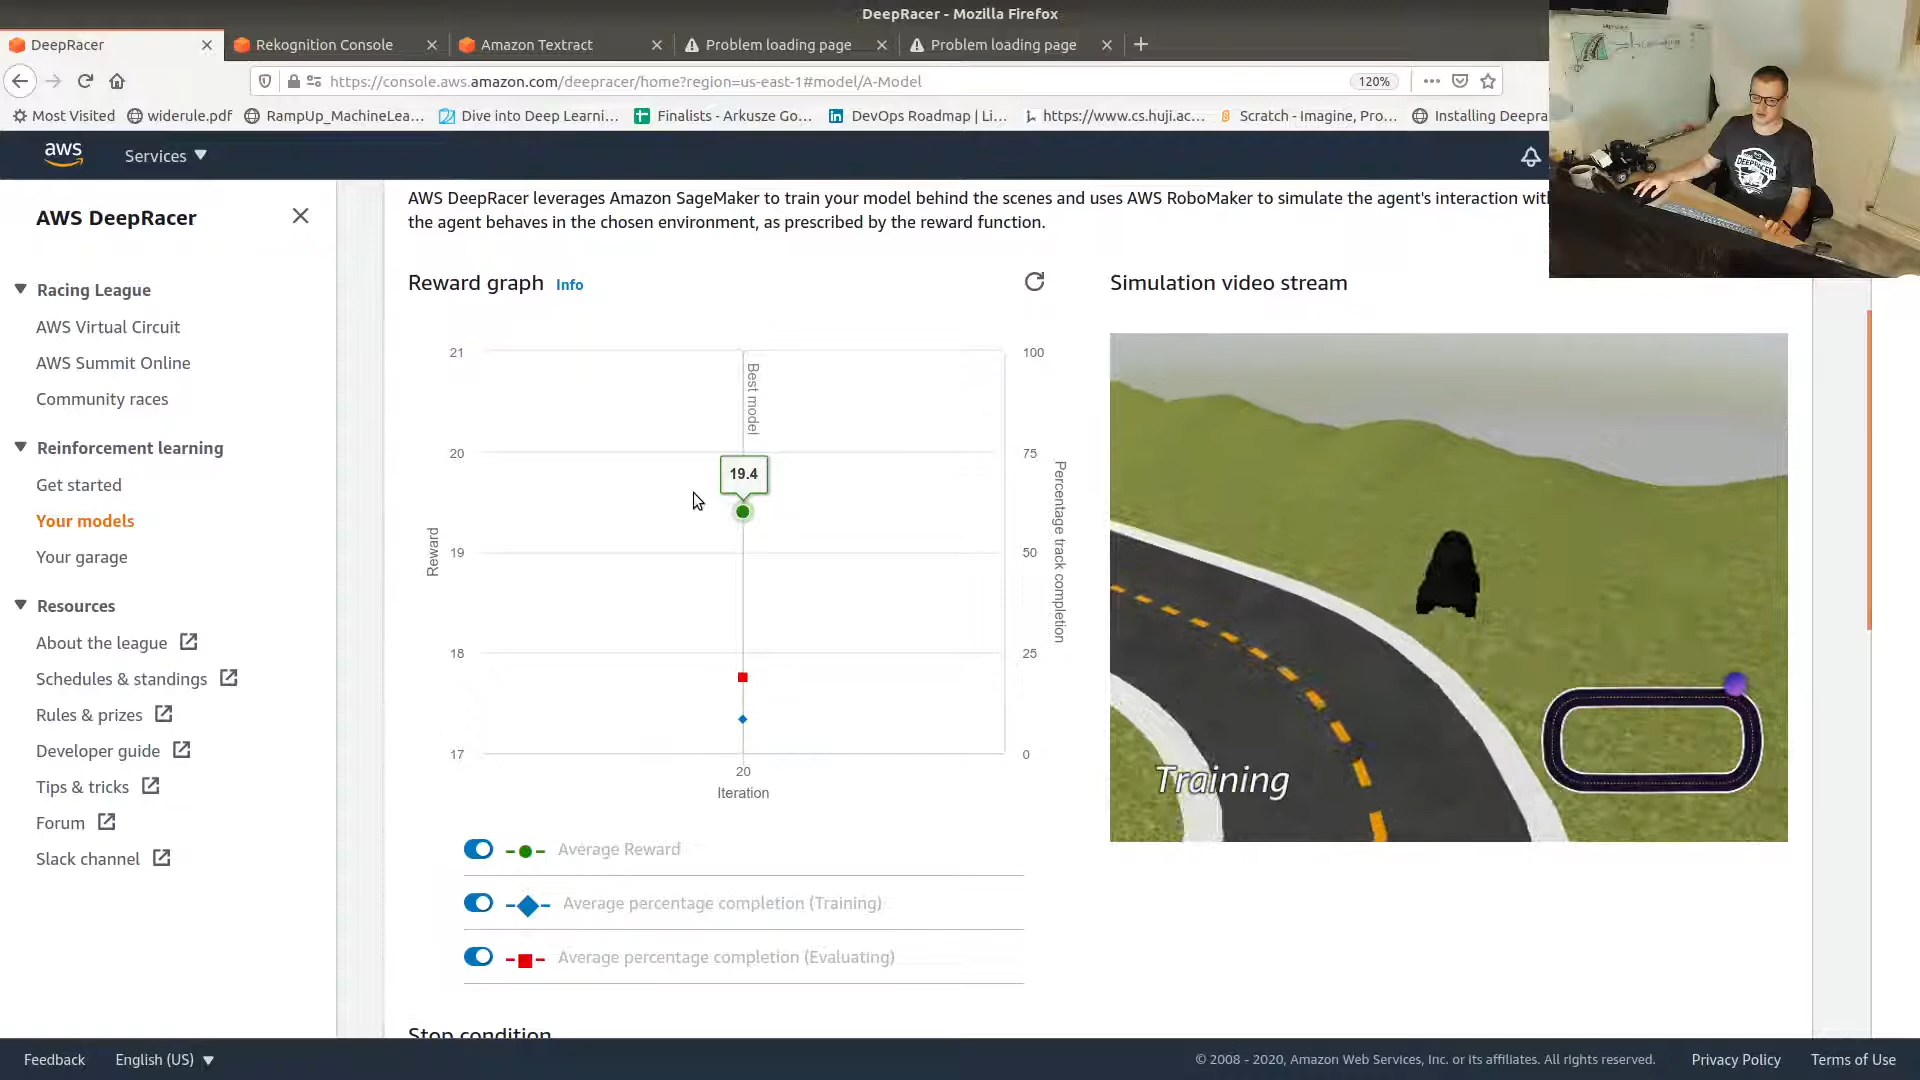 DeepRacer - Mozilla Firefox
DeepRacer
Rekognition Console
Amazon Textract
Problem loading page
Problem loading page
https://console.aws.amazon.com/deepracer/home?region=us-east-1#model/A-Model
120%
Most Visited
widerule.pdf
RampUp_MachineLea...
Dive into Deep Learni...
Finalists - Arkusze Go...
DevOps Roadmap | Li...
https://www.cs.huji.ac...
Scratch - Imagine, Pro...
Installing Deepra
aws
Services
AWS DeepRacer
Racing League
AWS Virtual Circuit
AWS Summit Online
Community races
Reinforcement learning
Get started
Your models
Your garage
Resources
About the league
Schedules & standings
Rules & prizes
Developer guide
Tips & tricks
Forum
Slack channel
AWS DeepRacer leverages Amazon SageMaker to train your model behind the scenes and uses AWS RoboMaker to simulate the agent's interaction wit
the agent behaves in the chosen environment, as prescribed by the reward function.
Reward graph Info
21
20
19
18
17
Reward
Best model
19.4
100
75
50
25
0
Percentage track completion
20
Iteration
Average Reward
Average percentage completion (Training)
Average percentage completion (Evaluating)
Stop condition
Simulation video stream
Training
DEEPRACER
Feedback
English (US)
© 2008 - 2020, Amazon Web Services, Inc. or its affiliates. All rights reserved.
Privacy Policy
Terms of Use